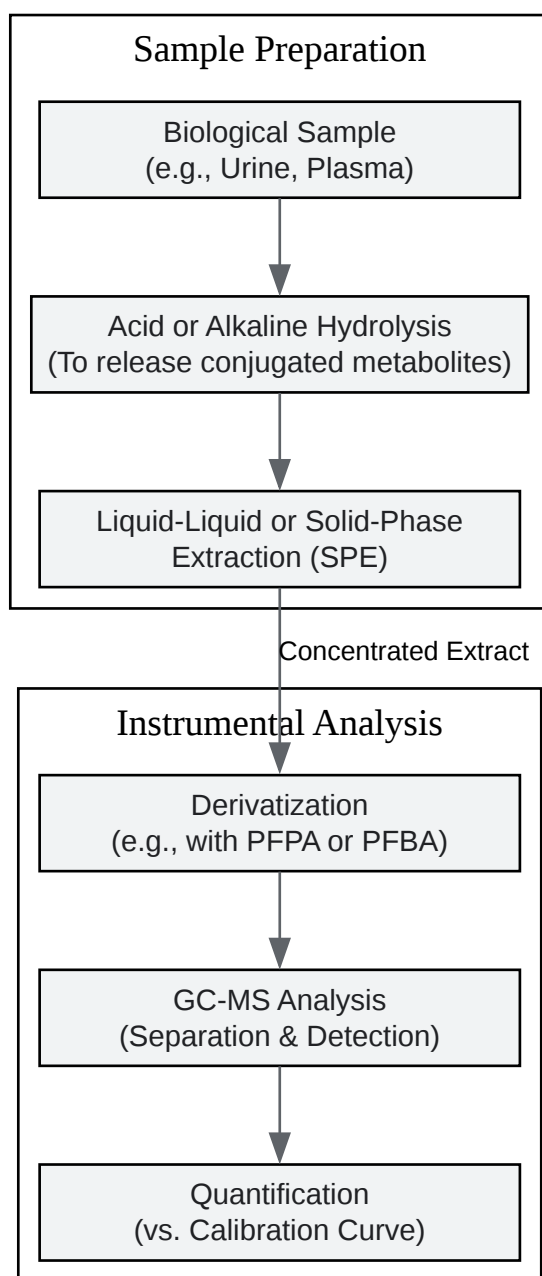 Sample Preparation
Biological Sample
(e.g., Urine, Plasma)
Acid or Alkaline Hydrolysis
(To release conjugated metabolites)
Liquid-Liquid or Solid-Phase
Extraction (SPE)
Concentrated Extract
Instrumental Analysis
Derivatization
(e.g., with PFPA or PFBA)
GC-MS Analysis
(Separation & Detection)
Quantification
(vs. Calibration Curve)